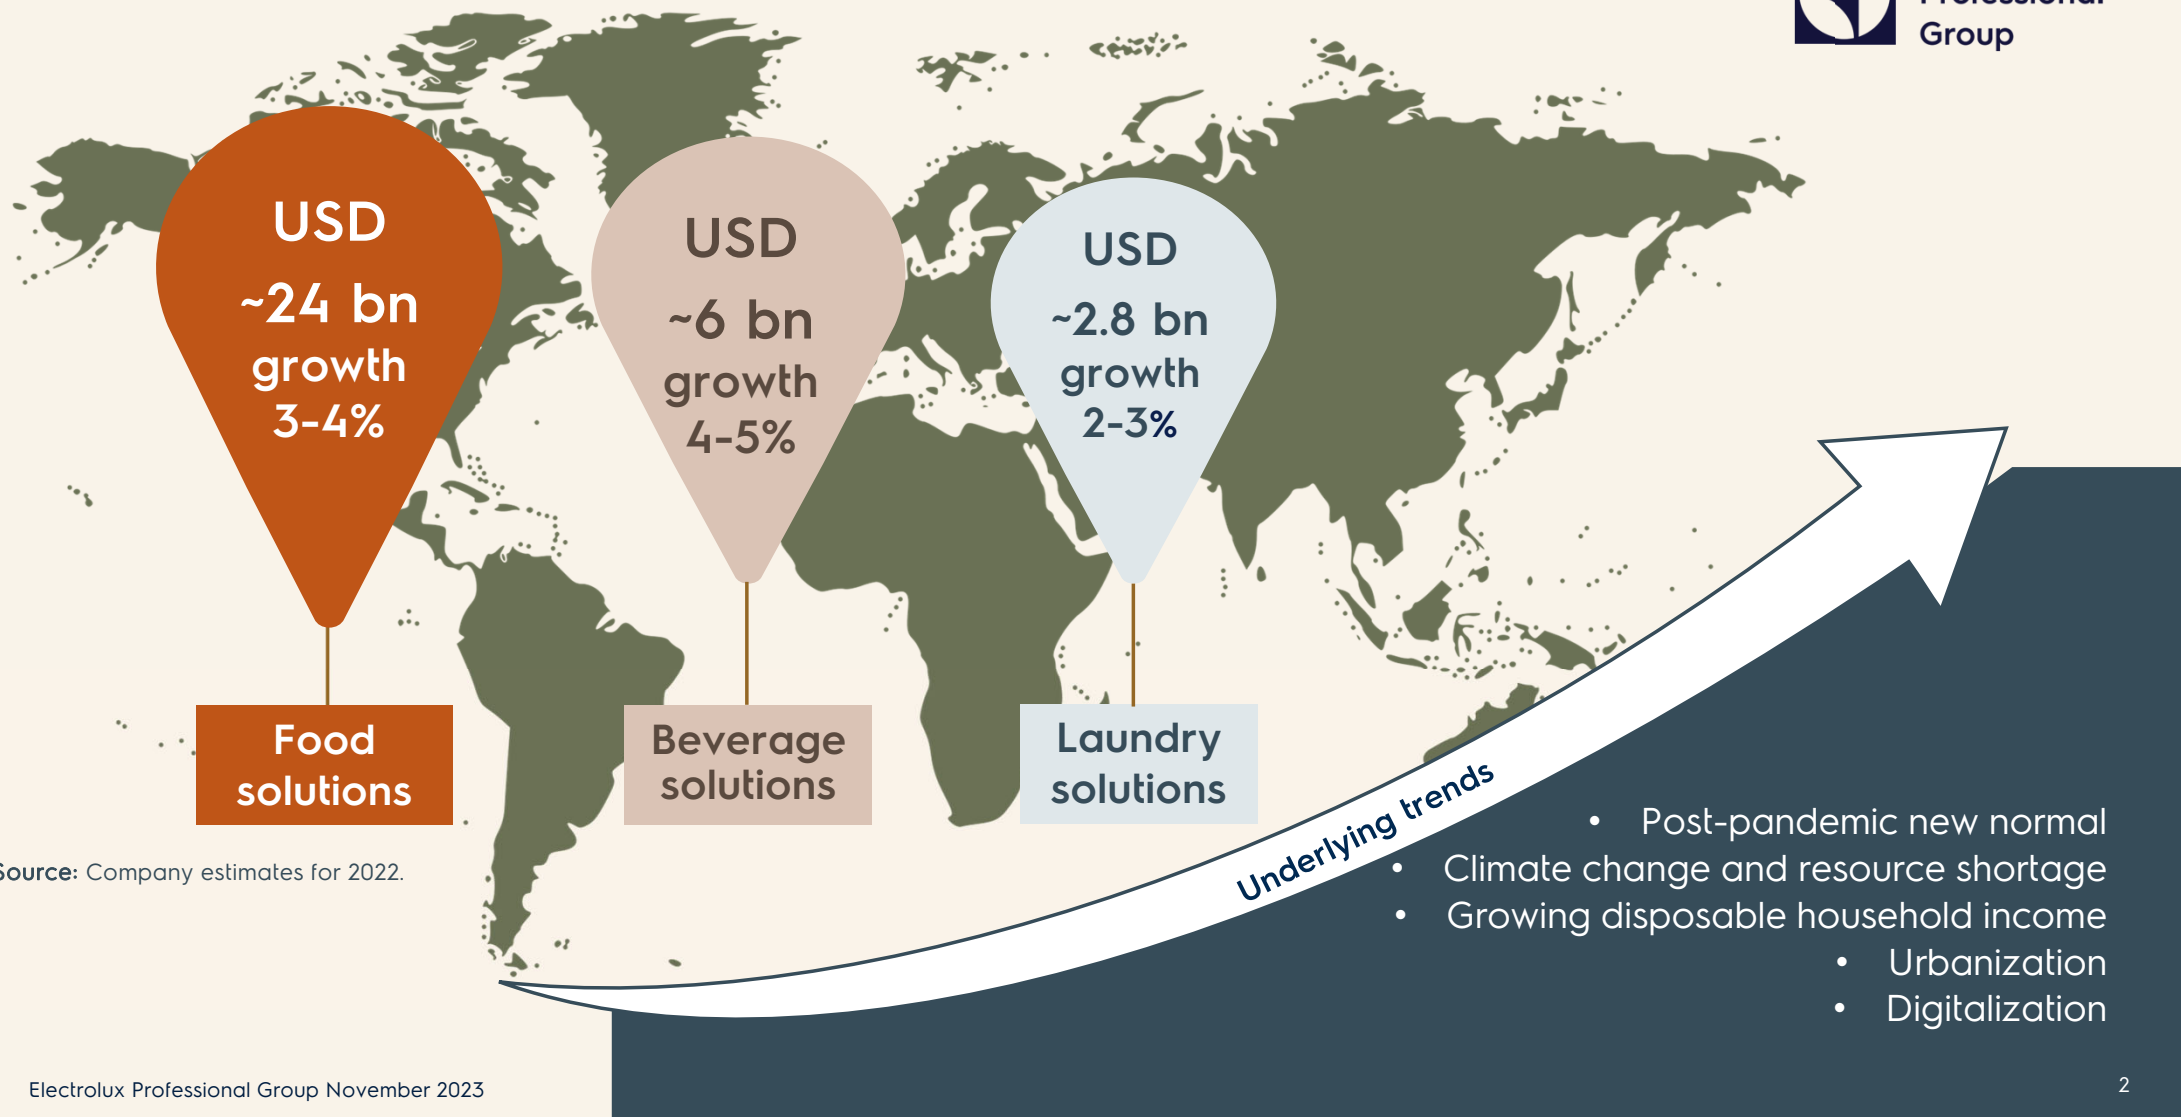 Professional
Group
USD
~24 bn
growth
3-4%
USD
~6 bn
growth
4-5%
USD
~2.8 bn
growth
2-3%
Food
solutions
Beverage
solutions
Laundry
solutions
Source: Company estimates for 2022.
Underlying trends
• Post-pandemic new normal
• Climate change and resource shortage
• Growing disposable household income
• Urbanization
• Digitalization
Electrolux Professional Group November 2023
2